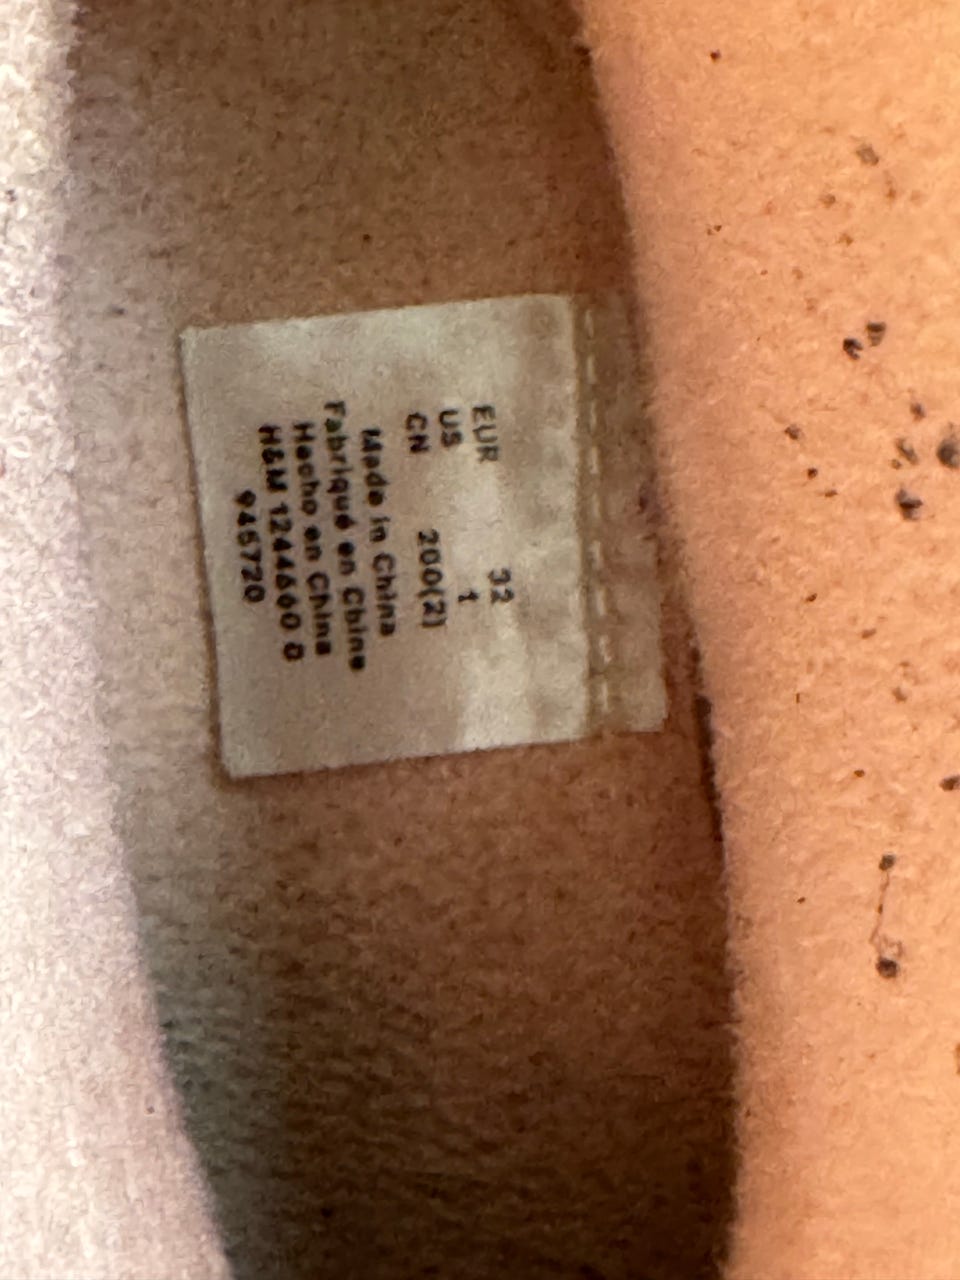 EUR 32
US 1
CN 200(2)
Made in China
Fabriqué en Chine
Hecho en China
H&M 1244660 0
945720